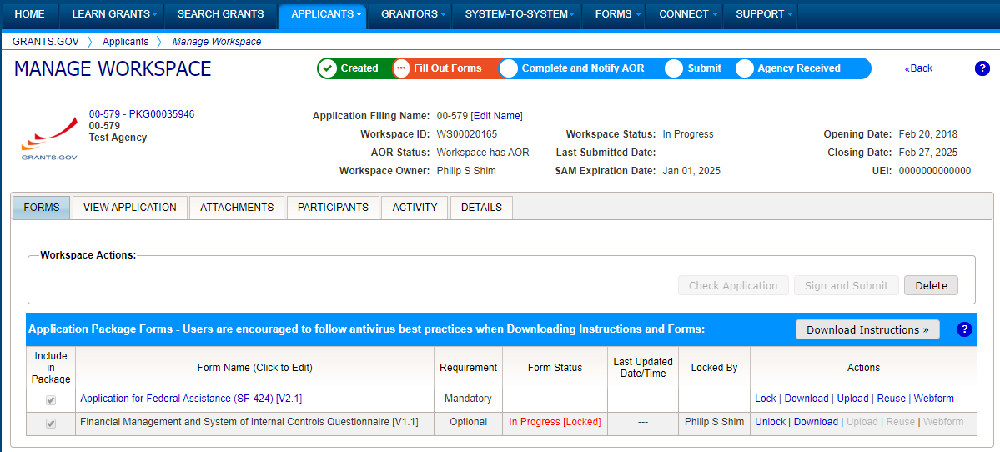 HOME LEARN GRANTS SEARCH GRANTS APPLICANTS GRANTORS SYSTEM-TO-SYSTEM FORMS CONNECT SUPPORT
GRANTS.GOV Applicants Manage Workspace
MANAGE WORKSPACE Created Fill Out Forms Complete and Notify AOR Submit Agency Received «Back ?
00-579 - PKG00035946
00-579
Test Agency
GRANTS.GOV
Application Filing Name: 00-579 [Edit Name]
Workspace ID: WS00020165 Workspace Status: In Progress Opening Date: Feb 20, 2018
AOR Status: Workspace has AOR Last Submitted Date: --- Closing Date: Feb 27, 2025
Workspace Owner: Philip S Shim SAM Expiration Date: Jan 01, 2025 UEI: 0000000000000
FORMS VIEW APPLICATION ATTACHMENTS PARTICIPANTS ACTIVITY DETAILS
Workspace Actions:
Check Application Sign and Submit Delete
Application Package Forms - Users are encouraged to follow antivirus best practices when Downloading Instructions and Forms: Download Instructions » ?
Include in Package Form Name (Click to Edit) Requirement Form Status Last Updated Date/Time Locked By Actions
Application for Federal Assistance (SF-424) [V2.1] Mandatory --- --- --- Lock | Download | Upload | Reuse | Webform
Financial Management and System of Internal Controls Questionnaire [V1.1] Optional In Progress [Locked] --- Philip S Shim Unlock | Download | Upload | Reuse | Webform